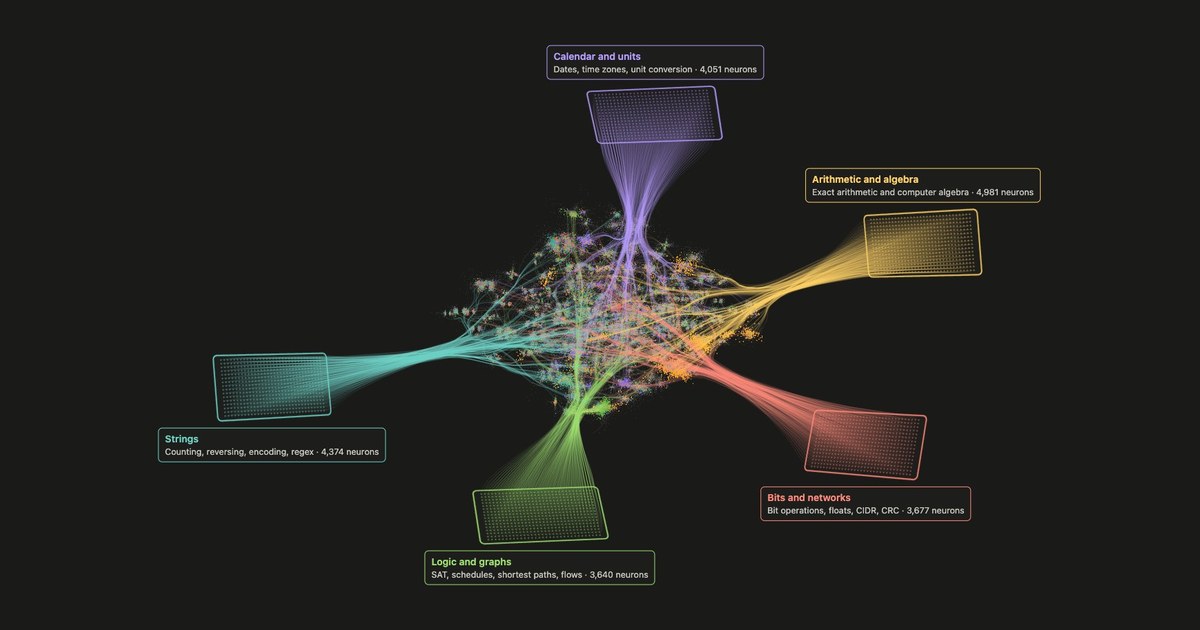 Calendar and units
Dates, time zones, unit conversion · 4,051 neurons
Arithmetic and algebra
Exact arithmetic and computer algebra · 4,981 neurons
Strings
Counting, reversing, encoding, regex · 4,374 neurons
Bits and networks
Bit operations, floats, CIDR, CRC · 3,677 neurons
Logic and graphs
SAT, schedules, shortest paths, flows · 3,640 neurons